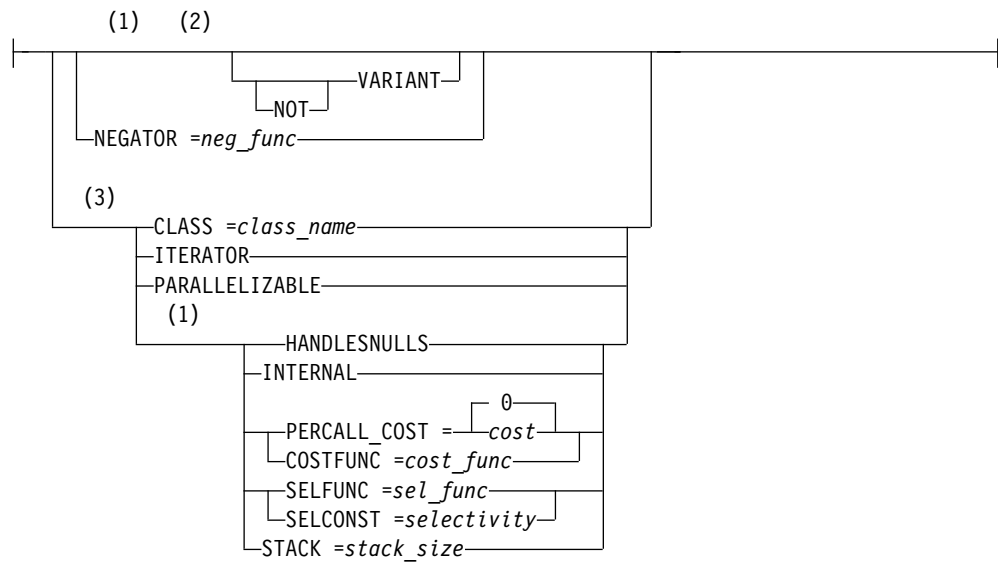 (1) (2)
VARIANT
NOT
NEGATOR =neg_func
(3)
CLASS =class_name
ITERATOR
PARALLELIZABLE
(1)
HANDLESNULLS
INTERNAL
0
PERCALL_COST = cost
COSTFUNC =cost_func
SELFUNC =sel_func
SELCONST =selectivity
STACK =stack_size